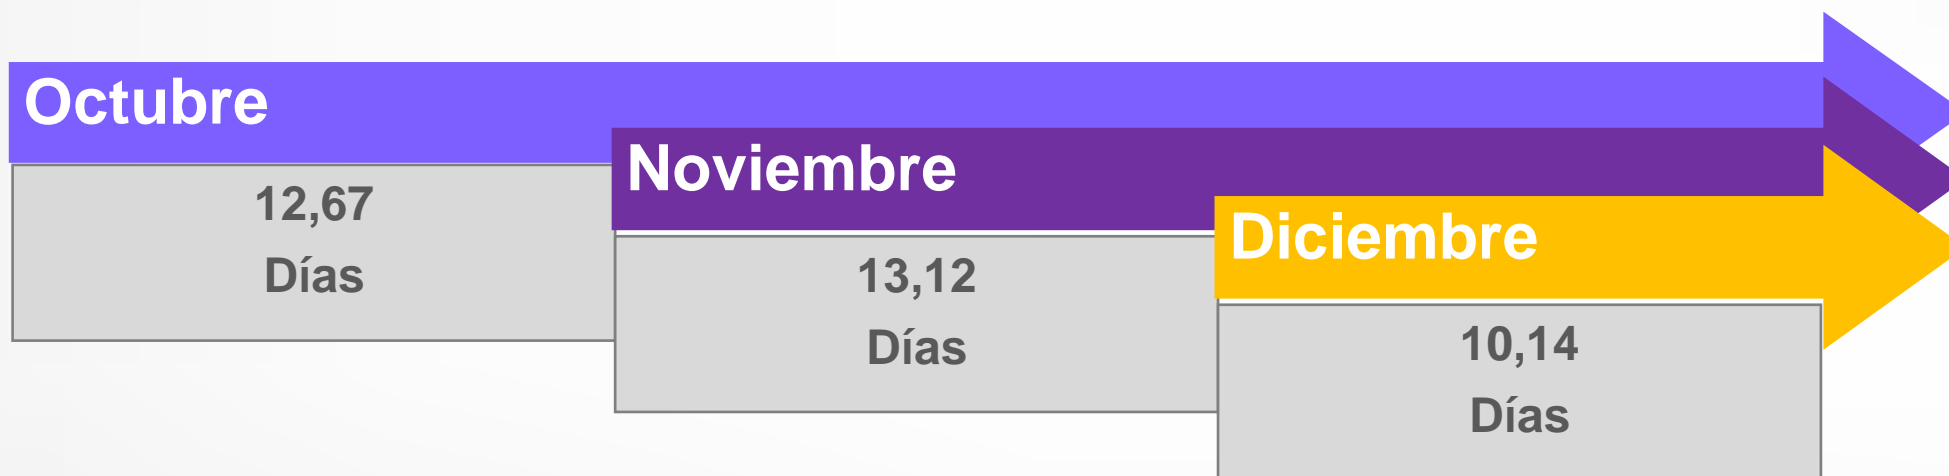 Octubre
12,67
Días
Noviembre
13,12
Días
Diciembre
10,14
Días